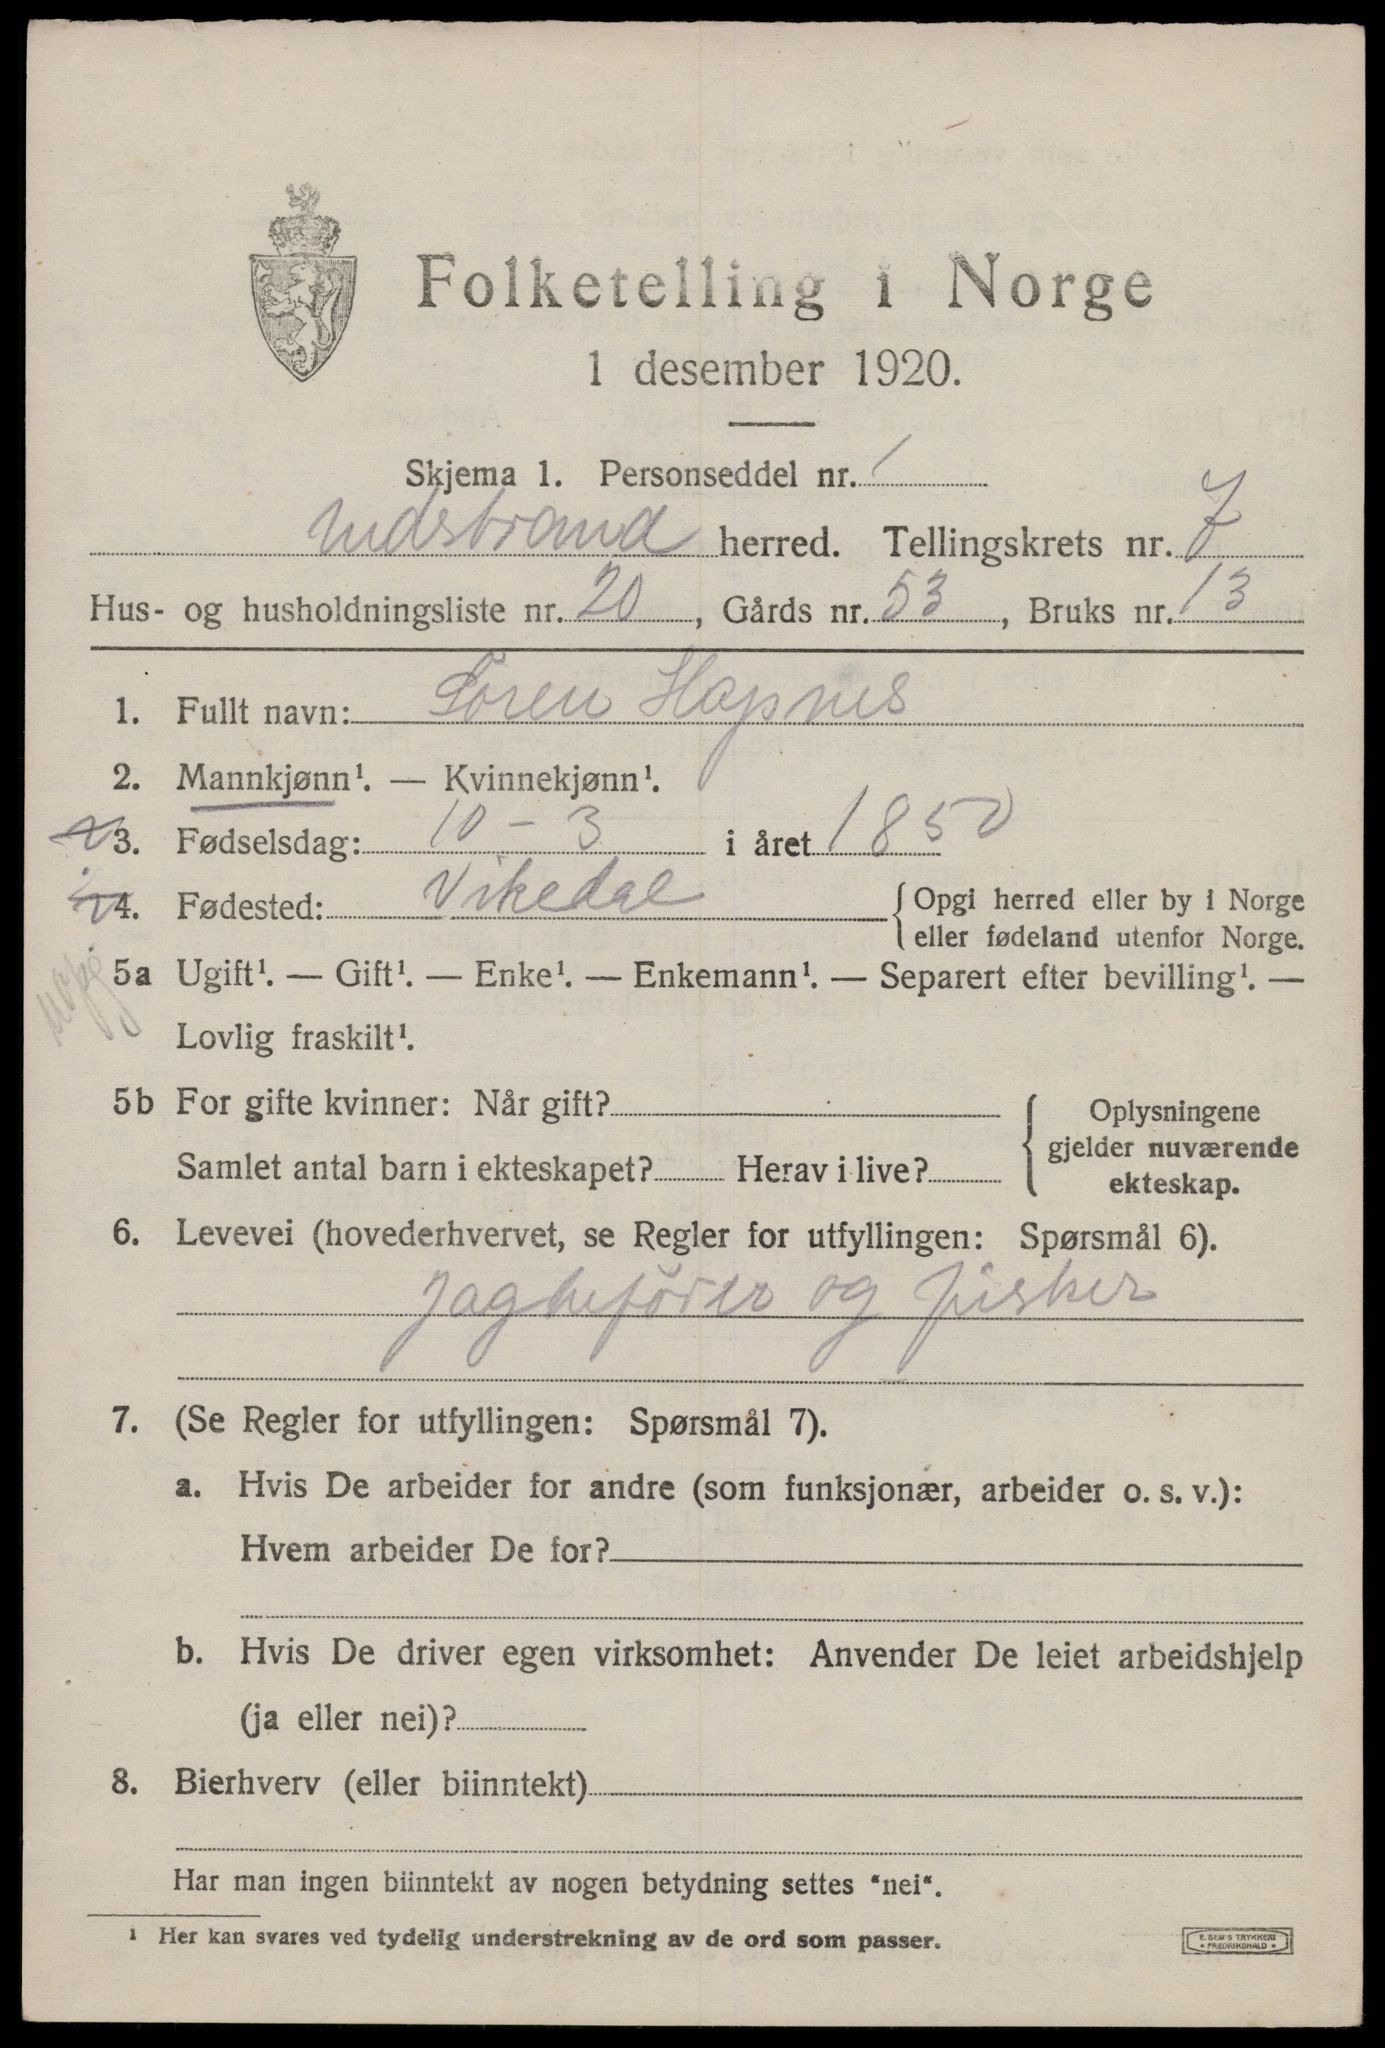 Folketelling i Norge
1 desember 1920.
Skjema 1. Personseddel nr. 1
Nedstrand herred. Tellingskrets nr. 7
Hus- og husholdningsliste nr. 20, Gårds nr. 53, Bruks nr. 13
1. Fullt navn: Sören Hapnes
2. Mannkjønn¹. — Kvinnekjønn¹.
3. Fødselsdag: 10 - 3 i året 1850
4. Fødested: Vikedal { Opgi herred eller by i Norge
eller fødeland utenfor Norge.
5a Ugift¹. — Gift¹. — Enke¹. — Enkemann¹. — Separert efter bevilling¹. —
Lovlig fraskilt¹.
5b For gifte kvinner: Når gift?
Samlet antal barn i ekteskapet? Herav i live?
Oplysningene
gjelder nuværende
ekteskap.
6. Levevei (hovederhvervet, se Regler for utfyllingen: Spørsmål 6).
Jagtefőrer og fisker
7. (Se Regler for utfyllingen: Spørsmål 7).
a. Hvis De arbeider for andre (som funksjonær, arbeider o. s. v.):
Hvem arbeider De for?
b. Hvis De driver egen virksomhet: Anvender De leiet arbeidshjelp
(ja eller nei)?
8. Bierhverv (eller biinntekt)
Har man ingen biinntekt av nogen betydning settes "nei".
¹ Her kan svares ved tydelig understrekning av de ord som passer.
E. SEM'S TRYKKERI
• FREDRIKSHALD •